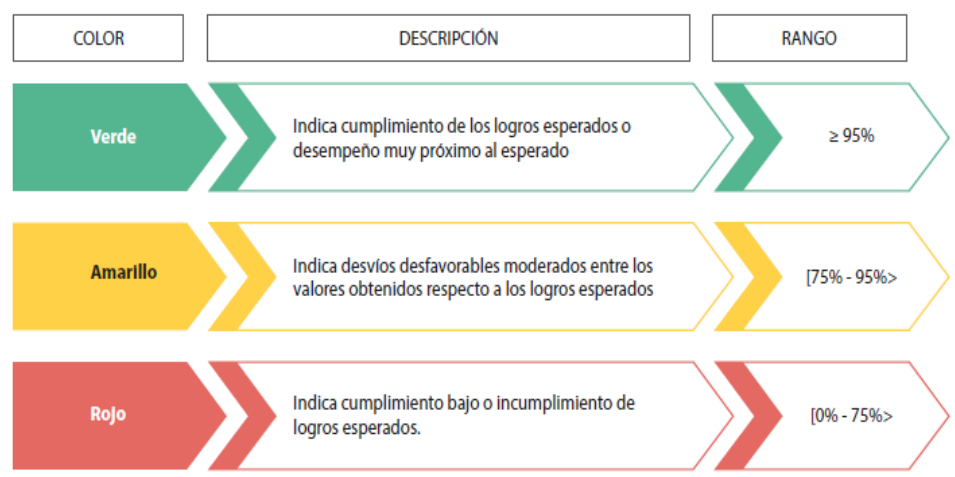 COLOR
DESCRIPCIÓN
RANGO
Verde
Indica cumplimiento de los logros esperados o
desempeño muy próximo al esperado
≥ 95%
Amarillo
Indica desvíos desfavorables moderados entre los
valores obtenidos respecto a los logros esperados
[75% - 95%>
Rojo
Indica cumplimiento bajo o incumplimiento de
logros esperados.
[0% - 75%>